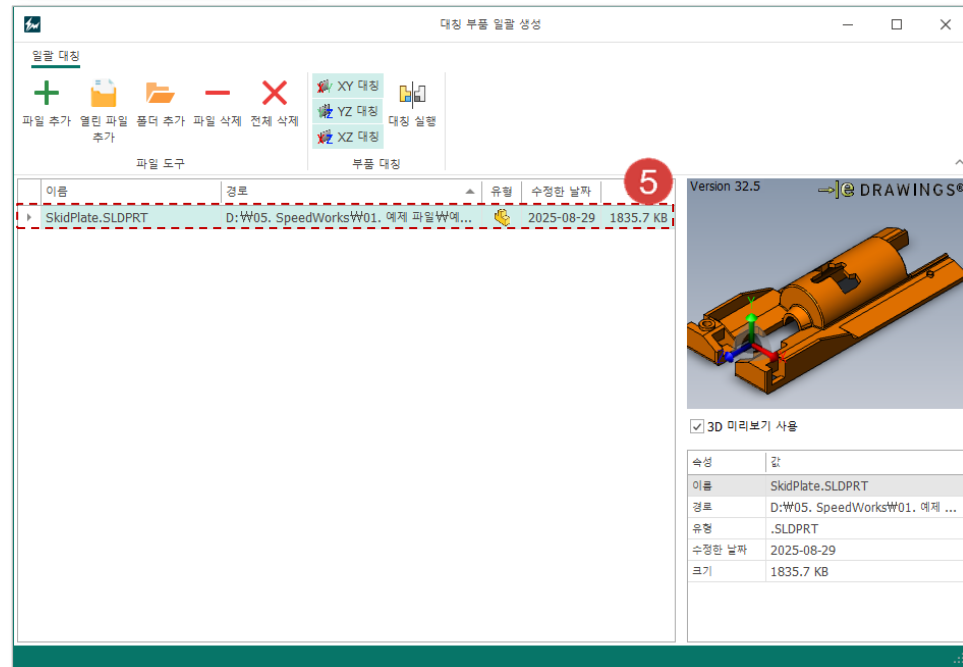 대칭 부품 일괄 생성
일괄 대칭
파일 추가
열린 파일
추가
폴더 추가
파일 삭제
전체 삭제
파일 도구
XY 대칭
YZ 대칭
XZ 대칭
대칭 실행
부품 대칭
이름 경로 유형 수정한 날짜
5
SkidPlate.SLDPRT D:₩05. SpeedWorks₩01. 예제 파일₩예... 2025-08-29 1835.7 KB
Version 32.5 eDRAWINGS®
Y
3D 미리보기 사용
속성 값
이름 SkidPlate.SLDPRT
경로 D:₩05. SpeedWorks₩01. 예제 ...
유형 .SLDPRT
수정한 날짜 2025-08-29
크기 1835.7 KB